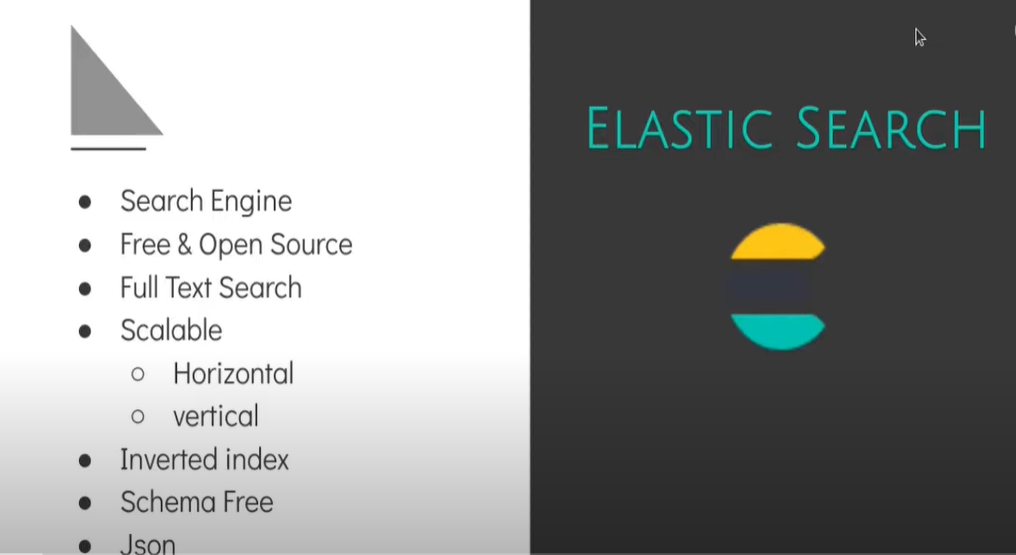 Search Engine
Free & Open Source
Full Text Search
Scalable
Horizontal
vertical
Inverted index
Schema Free
Json
Elastic Search